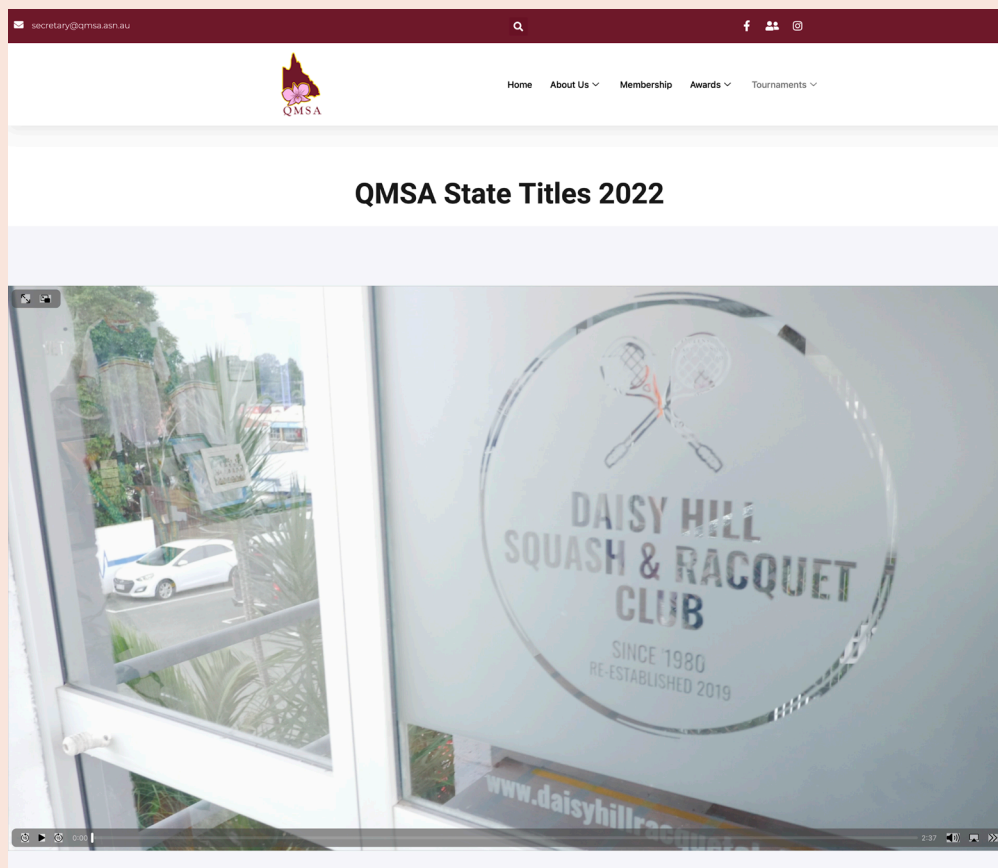 secretary@qmsa.asn.au
QMSA
Home About Us Membership Awards Tournaments
QMSA State Titles 2022
DAISY HILL
SQUASH & RACQUET
CLUB
SINCE 1980
RE-ESTABLISHED 2019
0:00 2:37